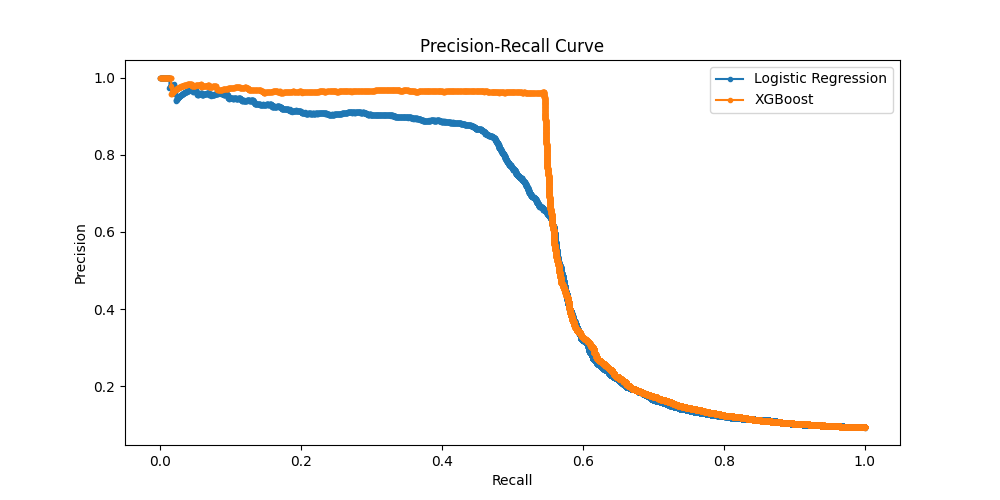 Precision-Recall Curve
Logistic Regression
XGBoost
Precision
1.0
0.8
0.6
0.4
0.2
0.0 0.2 0.4 0.6 0.8 1.0
Recall